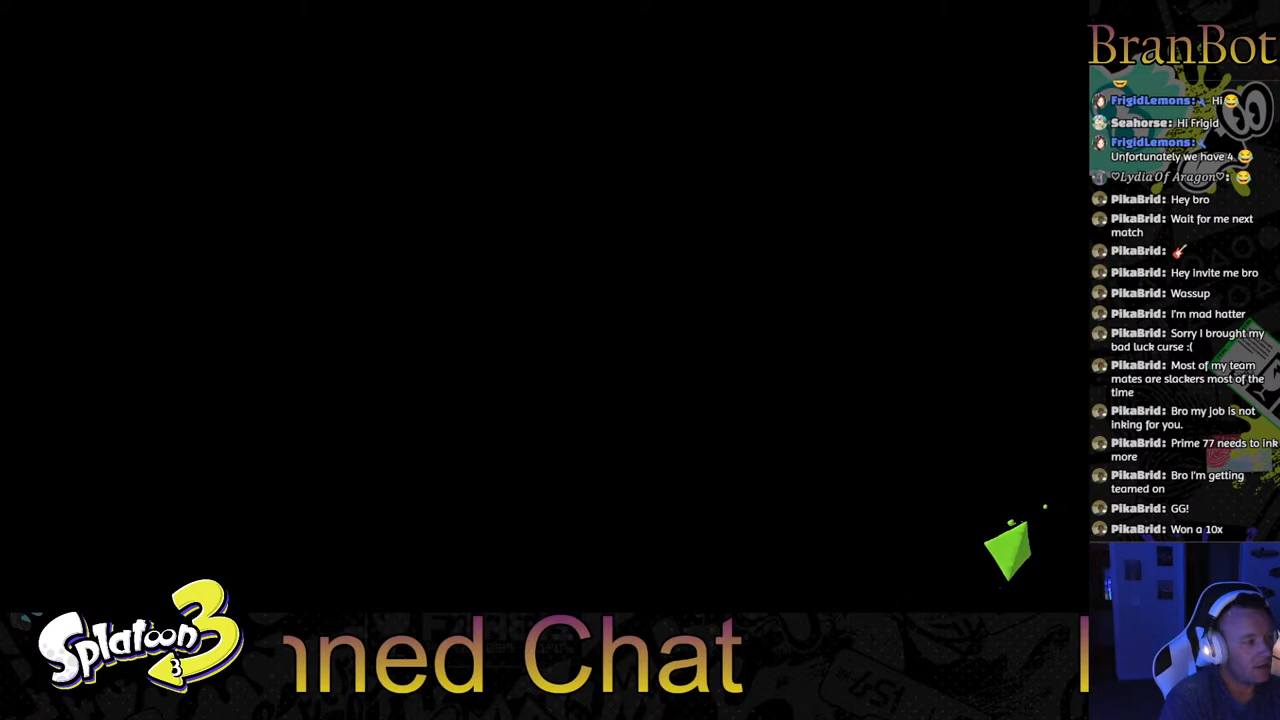 BranBot
FrigidLemons: Hi😂
Seahorse: Hi Frigid
FrigidLemons:
Unfortunately we have 4 😂
♡LydiaOf Aragon♡: 😂
PikaBrid: Hey bro
PikaBrid: Wait for me next
match
PikaBrid: 🎸
PikaBrid: Hey invite me bro
PikaBrid: Wassup
PikaBrid: I'm mad hatter
PikaBrid: Sorry I brought my
bad luck curse :(
PikaBrid: Most of my team
mates are slackers most of the
time
PikaBrid: Bro my job is not
inking for you.
PikaBrid: Prime 77 needs to ink
more
PikaBrid: Bro I'm getting
teamed on
PikaBrid: GG!
PikaBrid: Won a 10x
Splatoon 3
nned Chat